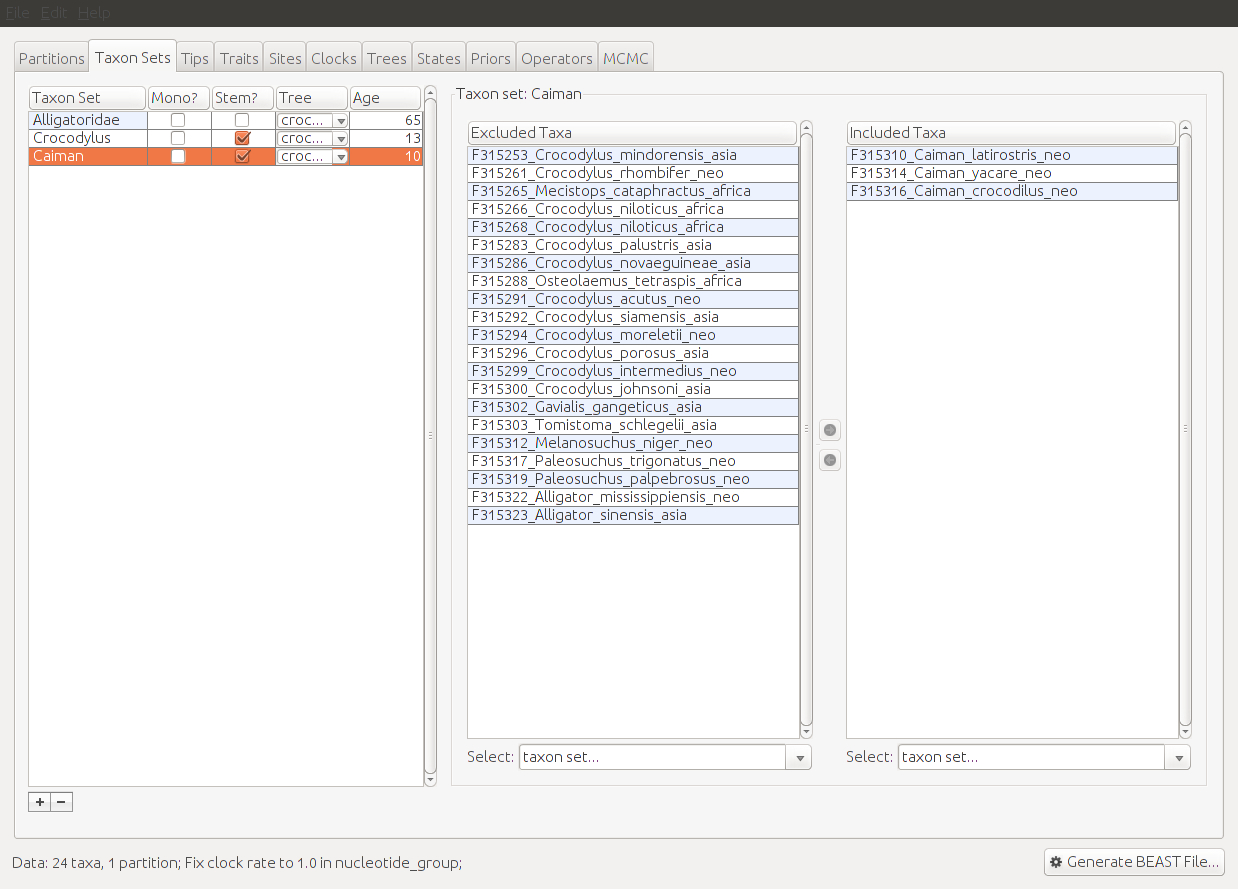 File Edit Help
Partitions Taxon Sets Tips Traits Sites Clocks Trees States Priors Operators MCMC
Taxon Set Mono? Stem? Tree Age
Alligatoridae croc... 65
Crocodylus croc... 13
Caiman croc... 10
Taxon set: Caiman
Excluded Taxa
F315253_Crocodylus_mindorensis_asia
F315261_Crocodylus_rhombifer_neo
F315265_Mecistops_cataphractus_africa
F315266_Crocodylus_niloticus_africa
F315268_Crocodylus_niloticus_africa
F315283_Crocodylus_palustris_asia
F315286_Crocodylus_novaeguineae_asia
F315288_Osteolaemus_tetraspis_africa
F315291_Crocodylus_acutus_neo
F315292_Crocodylus_siamensis_asia
F315294_Crocodylus_moreletii_neo
F315296_Crocodylus_porosus_asia
F315299_Crocodylus_intermedius_neo
F315300_Crocodylus_johnsoni_asia
F315302_Gavialis_gangeticus_asia
F315303_Tomistoma_schlegelii_asia
F315312_Melanosuchus_niger_neo
F315317_Paleosuchus_trigonatus_neo
F315319_Paleosuchus_palpebrosus_neo
F315322_Alligator_mississippiensis_neo
F315323_Alligator_sinensis_asia
Select: taxon set...
Included Taxa
F315310_Caiman_latirostris_neo
F315314_Caiman_yacare_neo
F315316_Caiman_crocodilus_neo
Select: taxon set...
+ −
Data: 24 taxa, 1 partition; Fix clock rate to 1.0 in nucleotide_group;
Generate BEAST File...